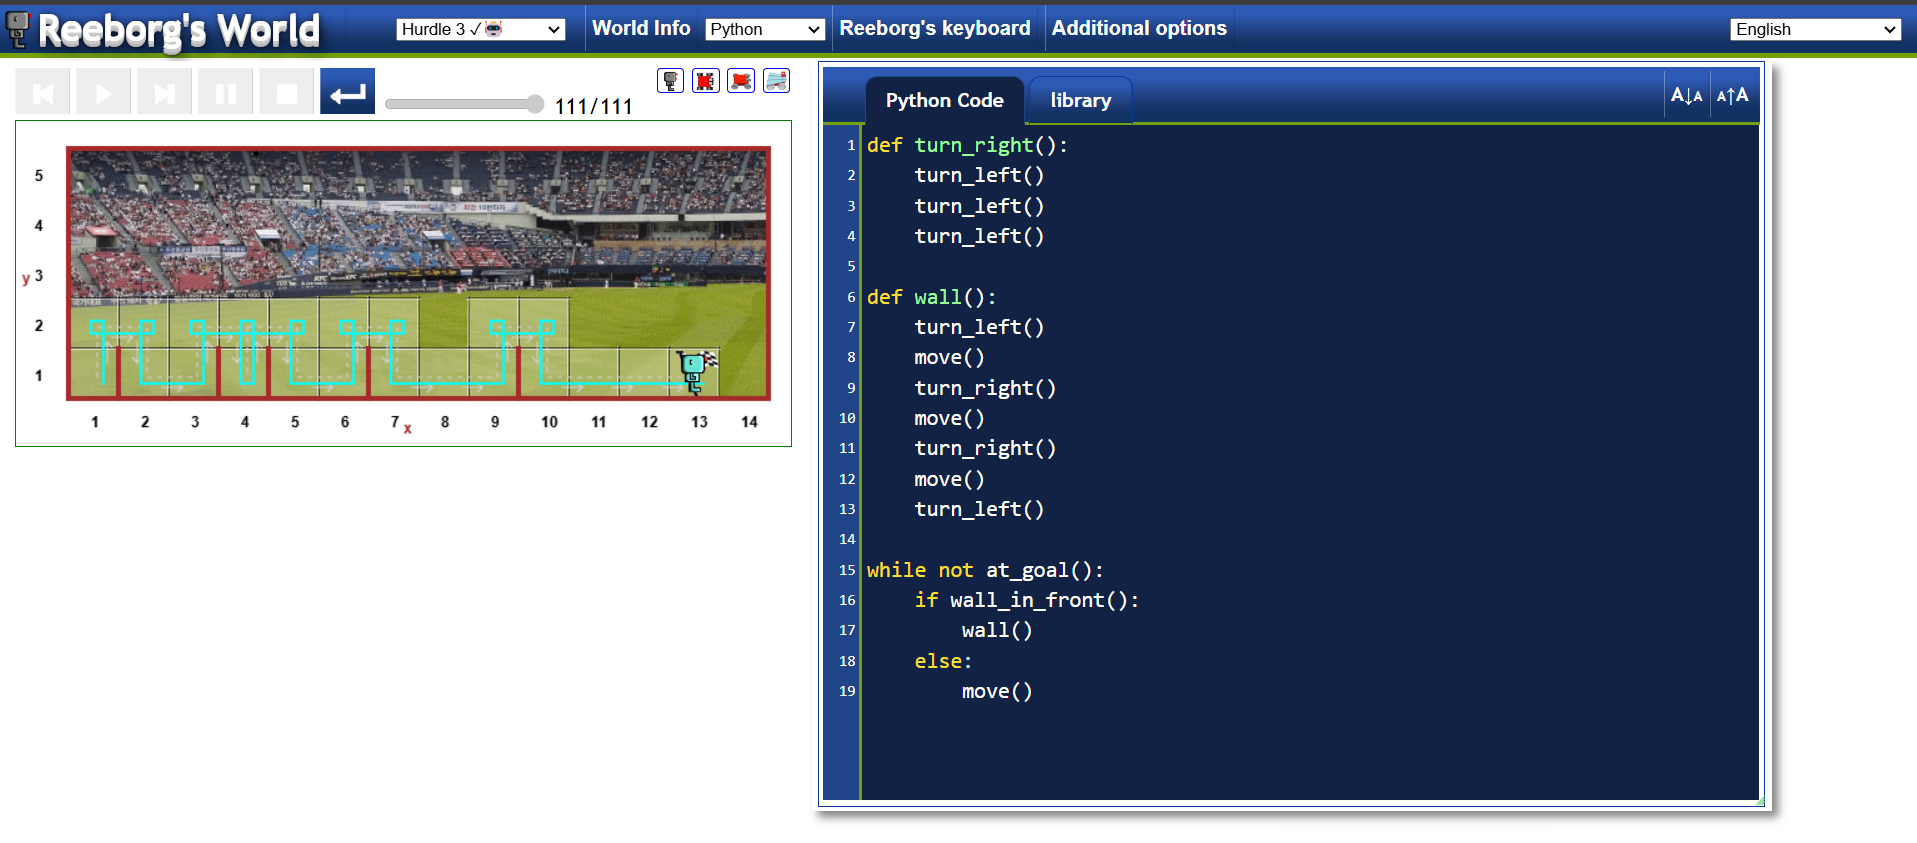 Reeborg's World
Hurdle 3 ✓
World Info
Python
Reeborg's keyboard
Additional options
English
111/111
Python Code
library
A↓A
A↑A
5
4
y 3
2
1
1 2 3 4 5 6 7 x 8 9 10 11 12 13 14
1 def turn_right():
2     turn_left()
3     turn_left()
4     turn_left()
5
6 def wall():
7     turn_left()
8     move()
9     turn_right()
10     move()
11     turn_right()
12     move()
13     turn_left()
14
15 while not at_goal():
16     if wall_in_front():
17         wall()
18     else:
19         move()